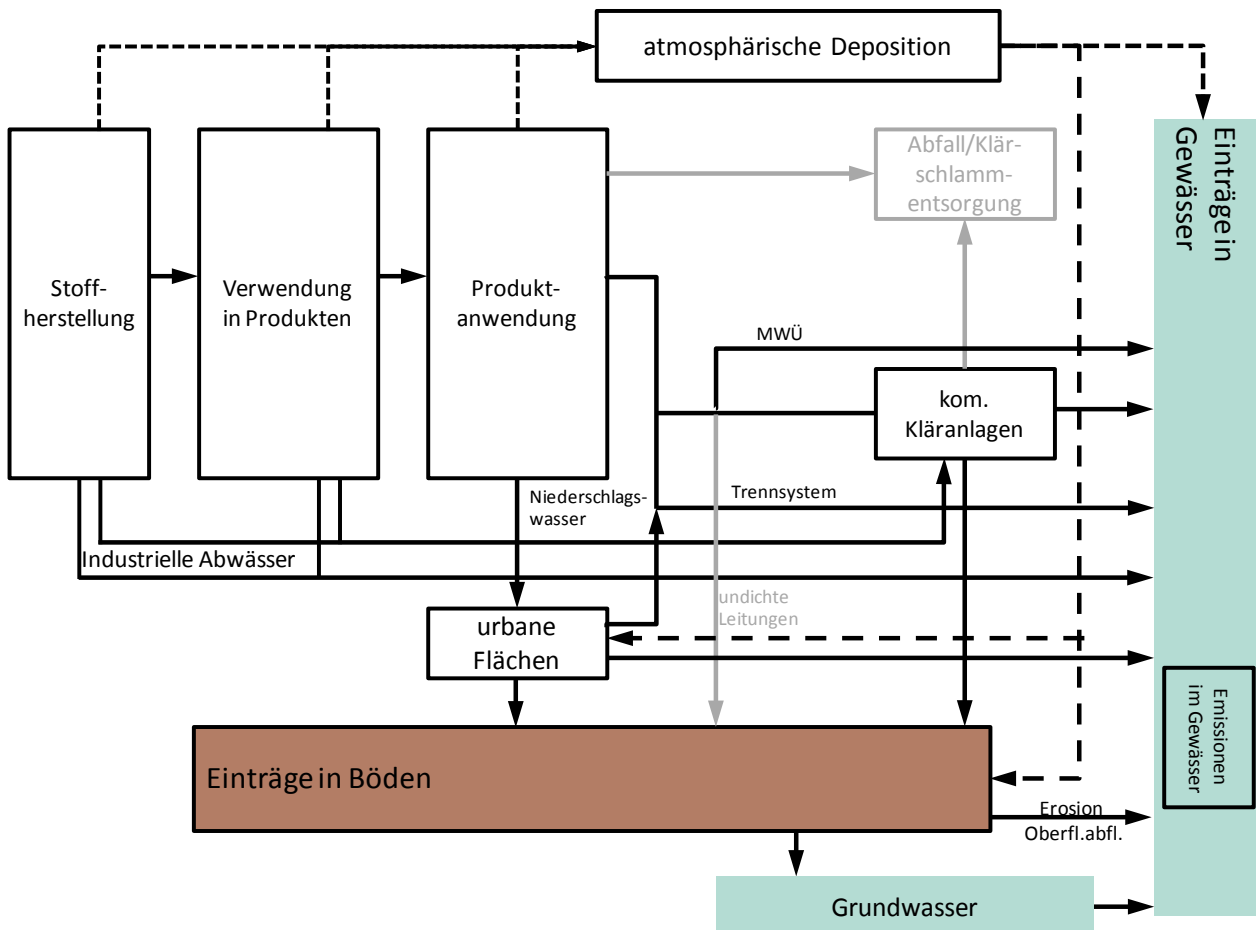 atmosphärische Deposition
Abfall/Klär-
schlamm-
entsorgung
Einträge in
Gewässer
Stoff-
herstellung
Verwendung
in Produkten
Produkt-
anwendung
MWÜ
kom.
Kläranlagen
Niederschlags-
wasser
Trennsystem
Industrielle Abwässer
undichte
Leitungen
urbane
Flächen
Emissionen
im Gewässer
Einträge in Böden
Erosion
Oberfl.abfl.
Grundwasser